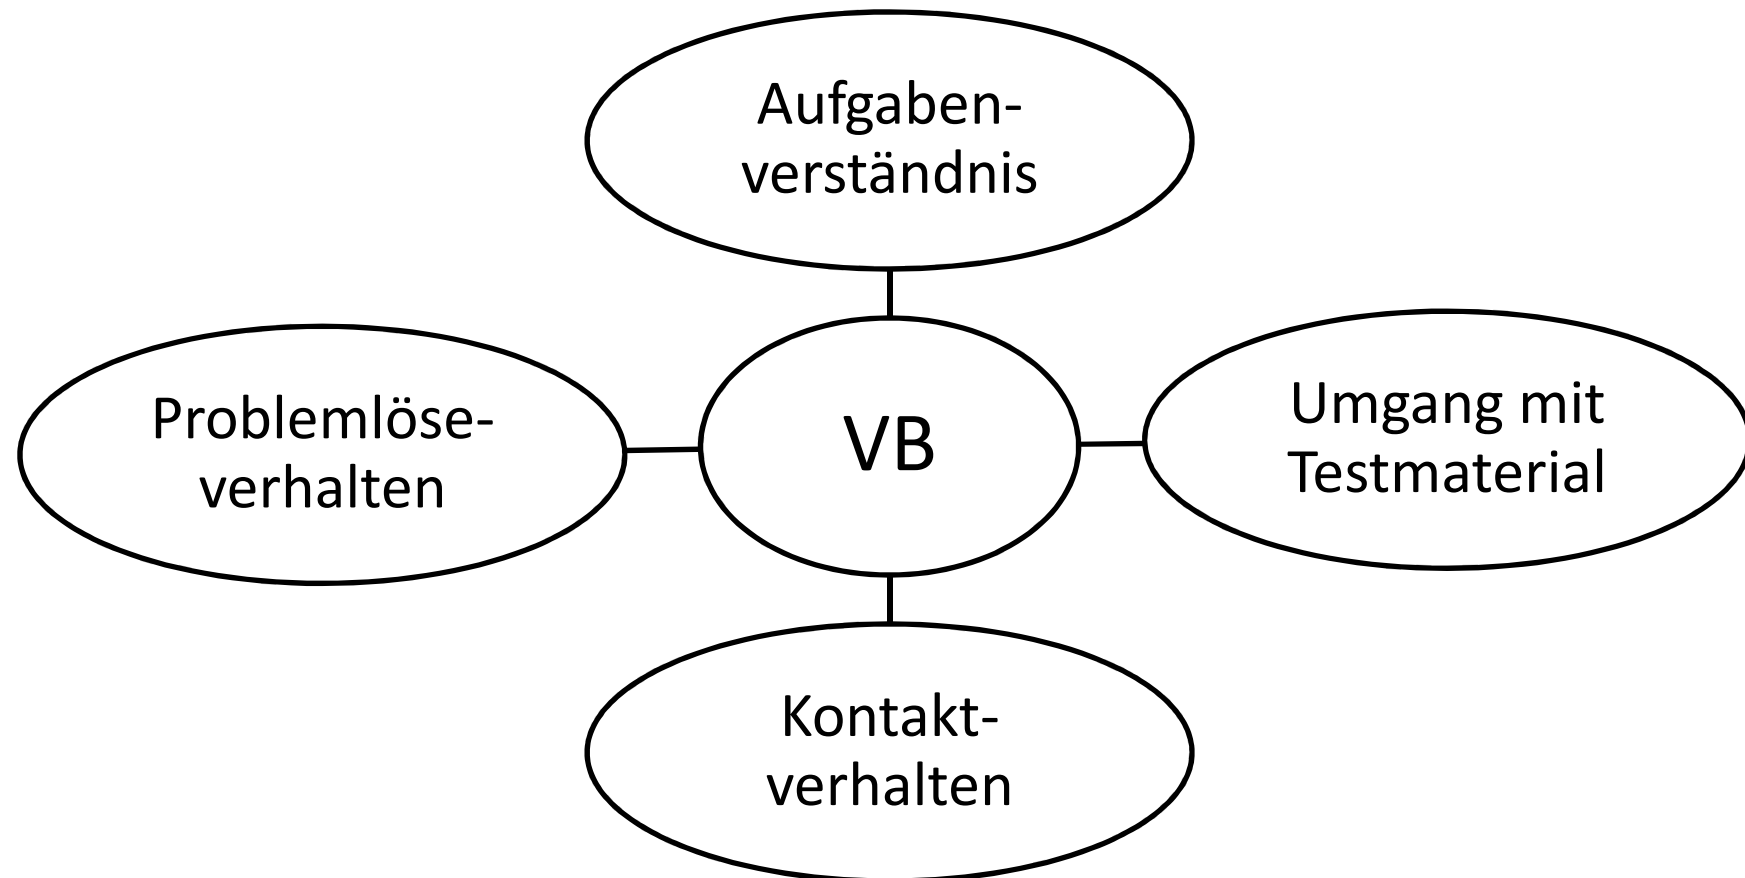 Aufgaben-
verständnis
Problemlöse-
verhalten
VB
Umgang mit
Testmaterial
Kontakt-
verhalten